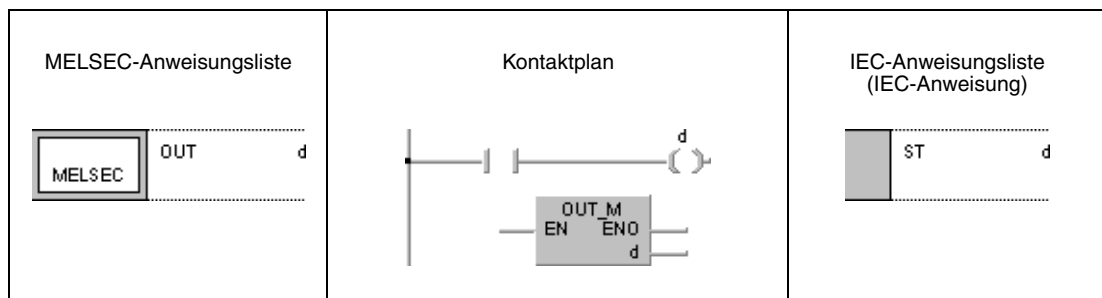 MELSEC-Anweisungsliste
MELSEC
OUT d
Kontaktplan
d
OUT_M
EN ENO
d
IEC-Anweisungsliste
(IEC-Anweisung)
ST d